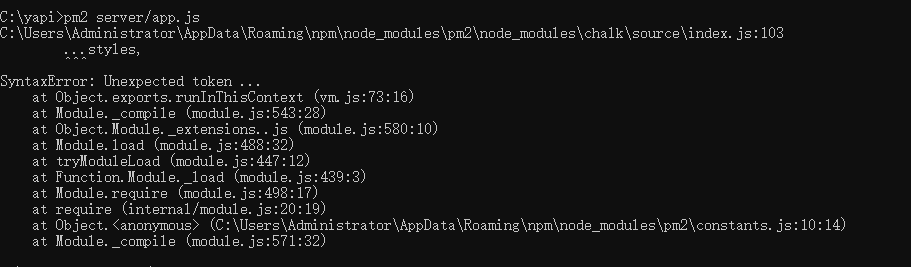 C:\yapi>pm2 server/app.js
C:\Users\Administrator\AppData\Roaming\npm\node_modules\pm2\node_modules\chalk\source\index.js:103
        ...styles,
        ^^^
SyntaxError: Unexpected token ...
    at Object.exports.runInThisContext (vm.js:73:16)
    at Module._compile (module.js:543:28)
    at Object.Module._extensions..js (module.js:580:10)
    at Module.load (module.js:488:32)
    at tryModuleLoad (module.js:447:12)
    at Function.Module._load (module.js:439:3)
    at Module.require (module.js:498:17)
    at require (internal/module.js:20:19)
    at Object.<anonymous> (C:\Users\Administrator\AppData\Roaming\npm\node_modules\pm2\constants.js:10:14)
    at Module._compile (module.js:571:32)